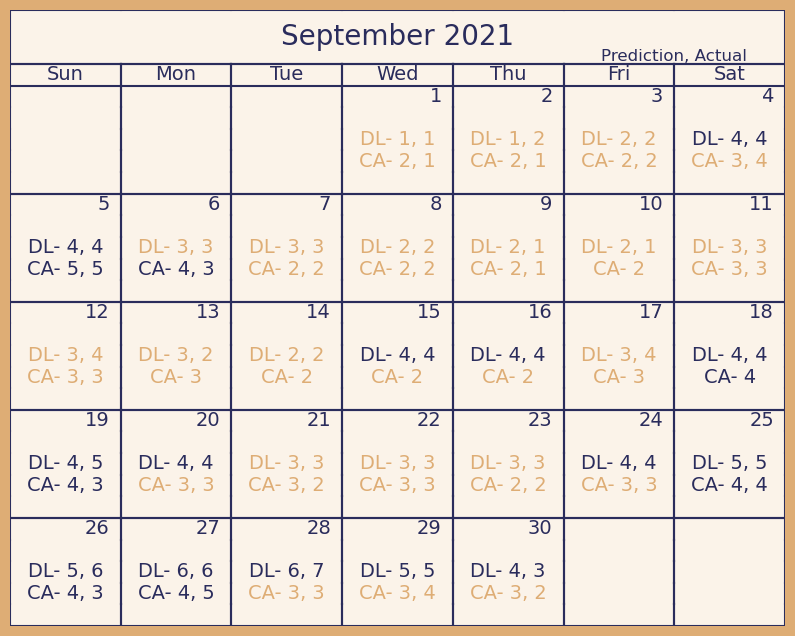 September 2021
Prediction, Actual
Sun Mon Tue Wed Thu Fri Sat
1 2 3 4
DL- 1, 1 DL- 1, 2 DL- 2, 2 DL- 4, 4
CA- 2, 1 CA- 2, 1 CA- 2, 2 CA- 3, 4
5 6 7 8 9 10 11
DL- 4, 4 DL- 3, 3 DL- 3, 3 DL- 2, 2 DL- 2, 1 DL- 2, 1 DL- 3, 3
CA- 5, 5 CA- 4, 3 CA- 2, 2 CA- 2, 2 CA- 2, 1 CA- 2 CA- 3, 3
12 13 14 15 16 17 18
DL- 3, 4 DL- 3, 2 DL- 2, 2 DL- 4, 4 DL- 4, 4 DL- 3, 4 DL- 4, 4
CA- 3, 3 CA- 3 CA- 2 CA- 2 CA- 2 CA- 3 CA- 4
19 20 21 22 23 24 25
DL- 4, 5 DL- 4, 4 DL- 3, 3 DL- 3, 3 DL- 3, 3 DL- 4, 4 DL- 5, 5
CA- 4, 3 CA- 3, 3 CA- 3, 2 CA- 3, 3 CA- 2, 2 CA- 3, 3 CA- 4, 4
26 27 28 29 30
DL- 5, 6 DL- 6, 6 DL- 6, 7 DL- 5, 5 DL- 4, 3
CA- 4, 3 CA- 4, 5 CA- 3, 3 CA- 3, 4 CA- 3, 2